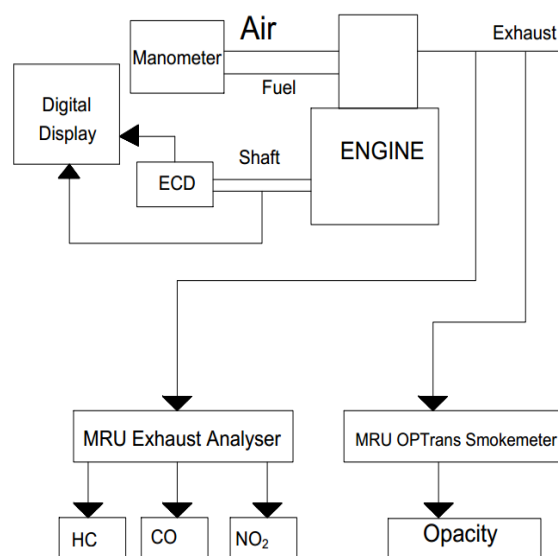 Air
Exhaust
Manometer
Fuel
Digital
Display
Shaft
ENGINE
ECD
MRU Exhaust Analyser
MRU OPTrans Smokemeter
HC
CO
NO₂
Opacity